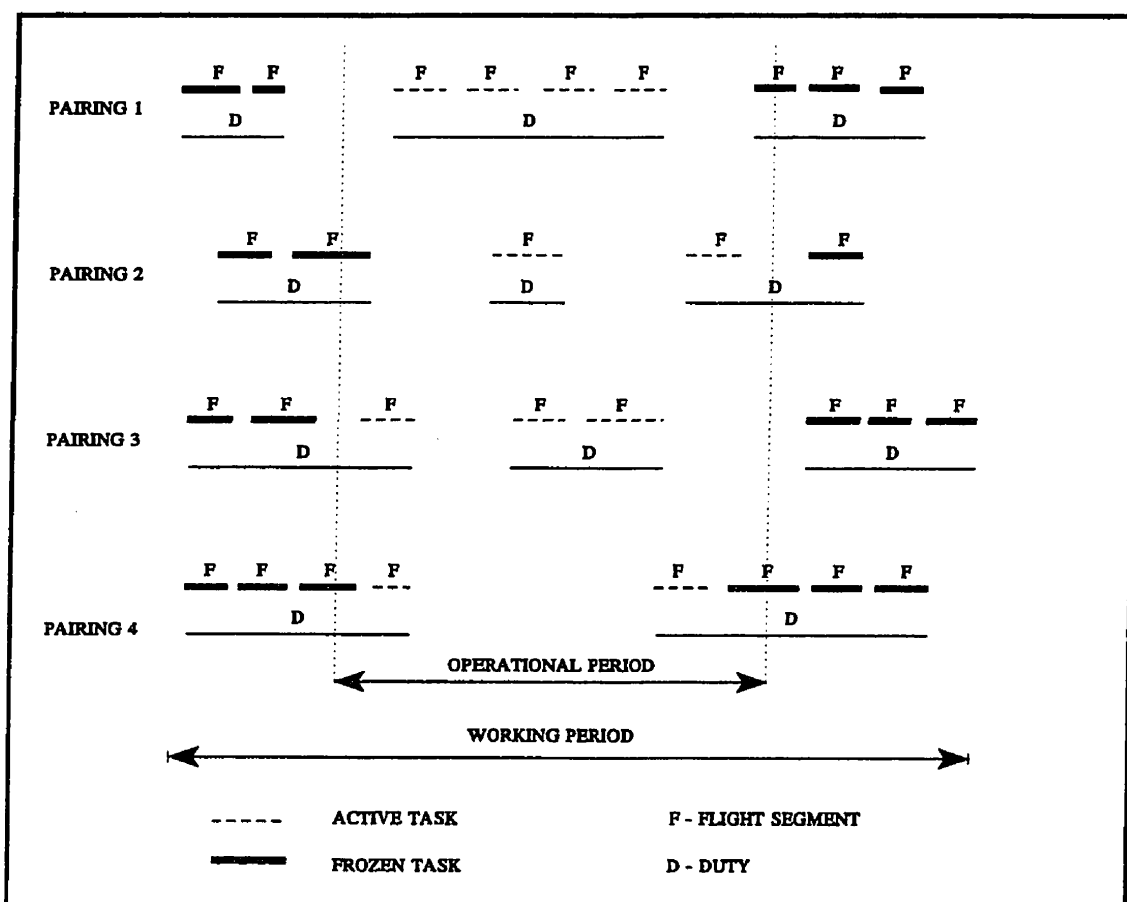 F F F F F F F F F
PAIRING 1
D D D
F F F F F
PAIRING 2
D D D
F F F F F F F F
PAIRING 3
D D D
F F F F F F F F
PAIRING 4
D D
OPERATIONAL PERIOD
WORKING PERIOD
ACTIVE TASK F - FLIGHT SEGMENT
FROZEN TASK D - DUTY